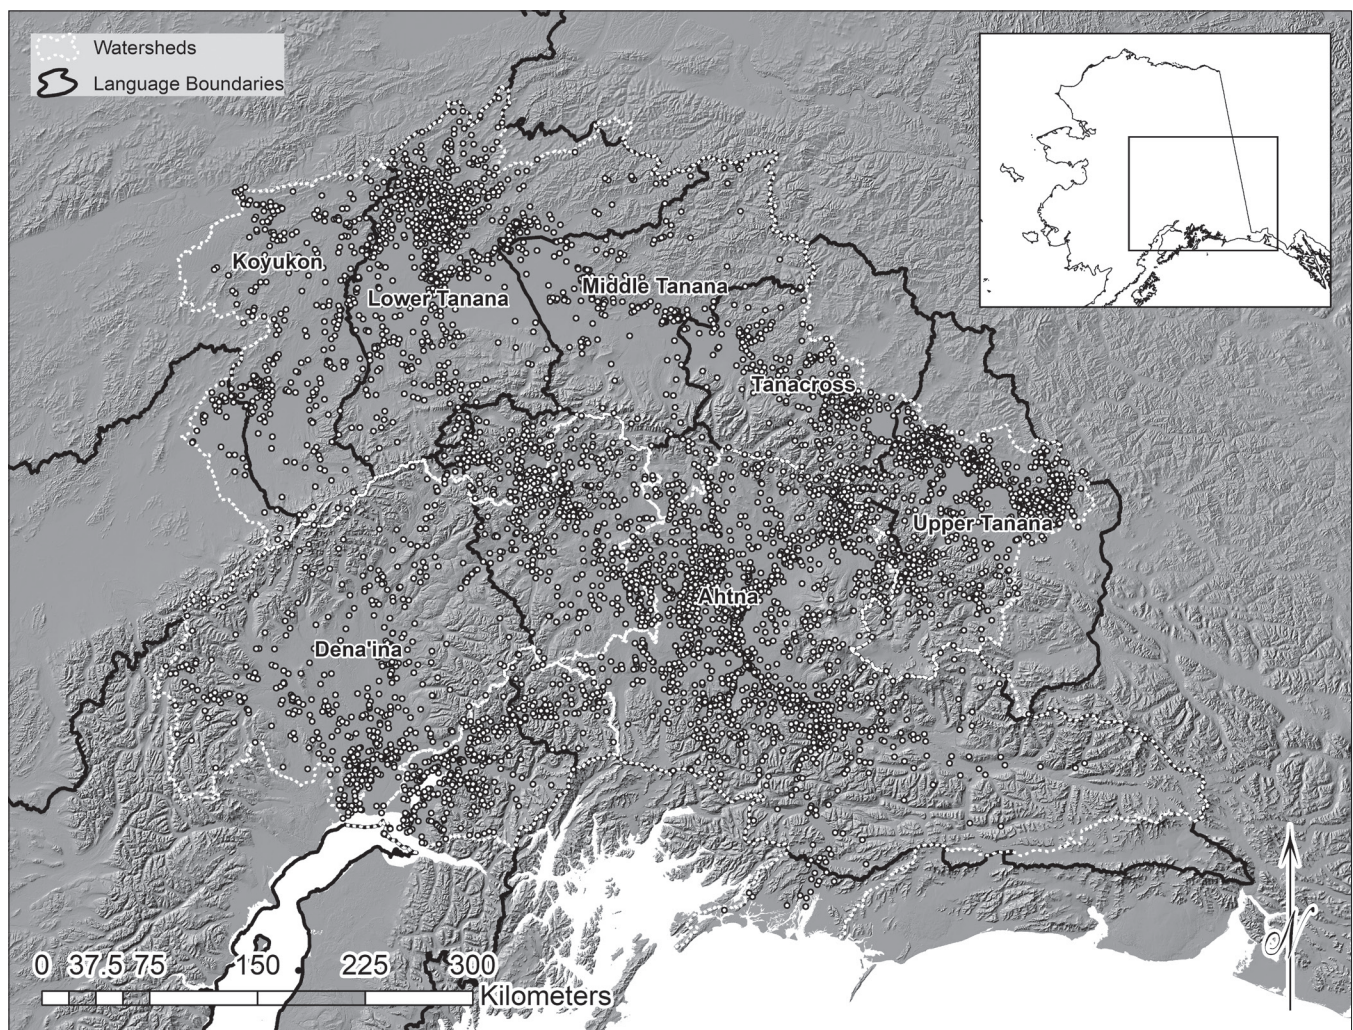 Watersheds
Language Boundaries
Koyukon
Lower Tanana
Middle Tanana
Tanacross
Upper Tanana
Ahtna
Dena'ina
0 37.5 75 150 225 300
Kilometers
N